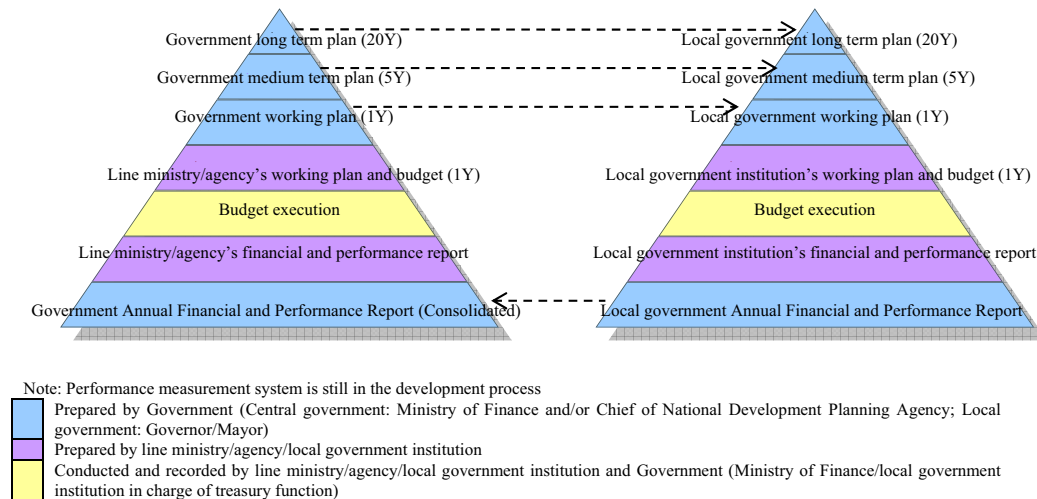 Government long term plan (20Y)
Local government long term plan (20Y)
Government medium term plan (5Y)
Local government medium term plan (5Y)
Government working plan (1Y)
Local government working plan (1Y)
Line ministry/agency’s working plan and budget (1Y)
Local government institution’s working plan and budget (1Y)
Budget execution
Budget execution
Line ministry/agency’s financial and performance report
Local government institution’s financial and performance report
Government Annual Financial and Performance Report (Consolidated)
Local government Annual Financial and Performance Report
Note: Performance measurement system is still in the development process
Prepared by Government (Central government: Ministry of Finance and/or Chief of National Development Planning Agency; Local
government: Governor/Mayor)
Prepared by line ministry/agency/local government institution
Conducted and recorded by line ministry/agency/local government institution and Government (Ministry of Finance/local government
institution in charge of treasury function)